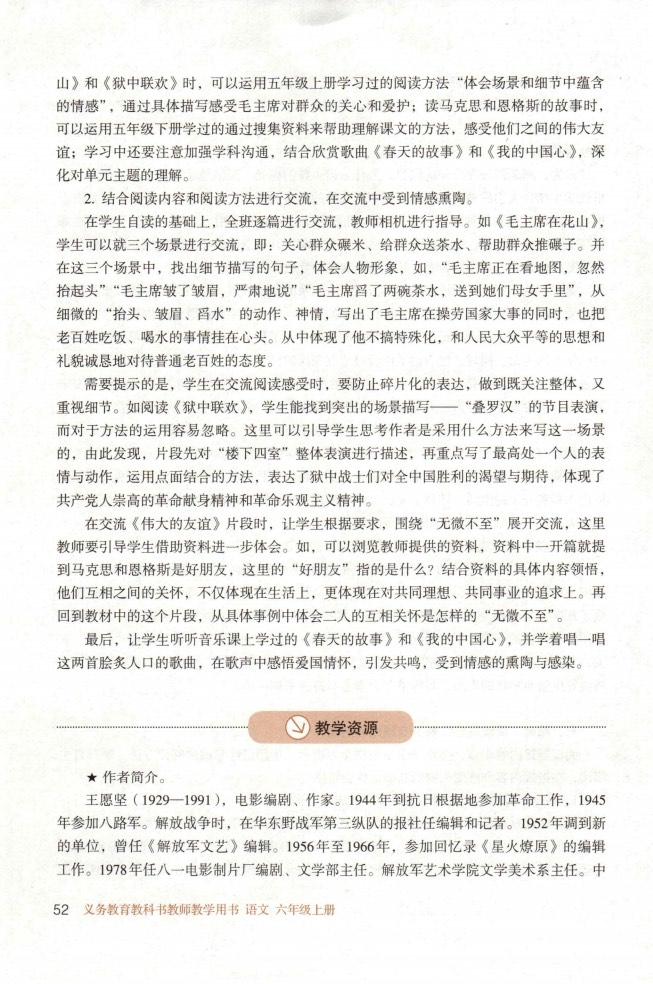 山》和《狱中联欢》时，可以运用五年级上册学习过的阅读方法“体会场景和细节中蕴含
的情感”，通过具体描写感受毛主席对群众的关心和爱护；读马克思和恩格斯的故事时，
可以运用五年级下册学过的通过搜集资料来帮助理解课文的方法，感受他们之间的伟大友
谊；学习中还要注意加强学科沟通，结合欣赏歌曲《春天的故事》和《我的中国心》，深
化对单元主题的理解。
2. 结合阅读内容和阅读方法进行交流，在交流中受到情感熏陶。
在学生自读的基础上，全班逐篇进行交流，教师相机进行指导。如《毛主席在花山》，
学生可以就三个场景进行交流，即：关心群众碾米、给群众送茶水、帮助群众推碾子。并
在这三个场景中，找出细节描写的句子，体会人物形象，如，“毛主席正在看地图，忽然
抬起头”“毛主席皱了皱眉，严肃地说”“毛主席舀了两碗茶水，送到她们母女手里”，从
细微的“抬头、皱眉、舀水”的动作、神情，写出了毛主席在操劳国家大事的同时，也把
老百姓吃饭、喝水的事情挂在心头。从中体现了他不搞特殊化，和人民大众平等的思想和
礼貌诚恳地对待普通老百姓的态度。
需要提示的是，学生在交流阅读感受时，要防止碎片化的表达，做到既关注整体，又
重视细节。如阅读《狱中联欢》，学生能找到突出的场景描写——“叠罗汉”的节目表演，
而对于方法的运用容易忽略。这里可以引导学生思考作者是采用什么方法来写这一场景
的，由此发现，片段先对“楼下四室”整体表演进行描述，再重点写了最高处一个人的表
情与动作，运用点面结合的方法，表达了狱中战士们对全中国胜利的渴望与期待，体现了
共产党人崇高的革命献身精神和革命乐观主义精神。
在交流《伟大的友谊》片段时，让学生根据要求，围绕“无微不至”展开交流，这里
教师要引导学生借助资料进一步体会。如，可以浏览教师提供的资料，资料中一开篇就提
到马克思和恩格斯是好朋友，这里的“好朋友”指的是什么？结合资料的具体内容领悟，
他们互相之间的关怀，不仅体现在生活上，更体现在对共同理想、共同事业的追求上。再
回到教材中的这个片段，从具体事例中体会二人的互相关怀是怎样的“无微不至”。
最后，让学生听听音乐课上学过的《春天的故事》和《我的中国心》，并学着唱一唱
这两首脍炙人口的歌曲，在歌声中感悟爱国情怀，引发共鸣，受到情感的熏陶与感染。
教学资源
★ 作者简介。
王愿坚（1929—1991），电影编剧、作家。1944年到抗日根据地参加革命工作，1945
年参加八路军。解放战争时，在华东野战军第三纵队的报社任编辑和记者。1952年调到新
的单位，曾任《解放军文艺》编辑。1956年至1966年，参加回忆录《星火燎原》的编辑
工作。1978年任八一电影制片厂编剧、文学部主任。解放军艺术学院文学美术系主任。中
52 义务教育教科书教师教学用书 语文 六年级上册